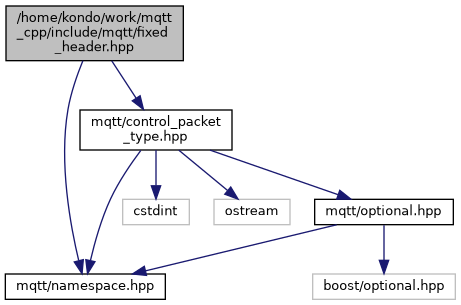 /home/kondo/work/mqtt
_cpp/include/mqtt/fixed
_header.hpp
mqtt/control_packet
_type.hpp
cstdint
ostream
mqtt/optional.hpp
mqtt/namespace.hpp
boost/optional.hpp